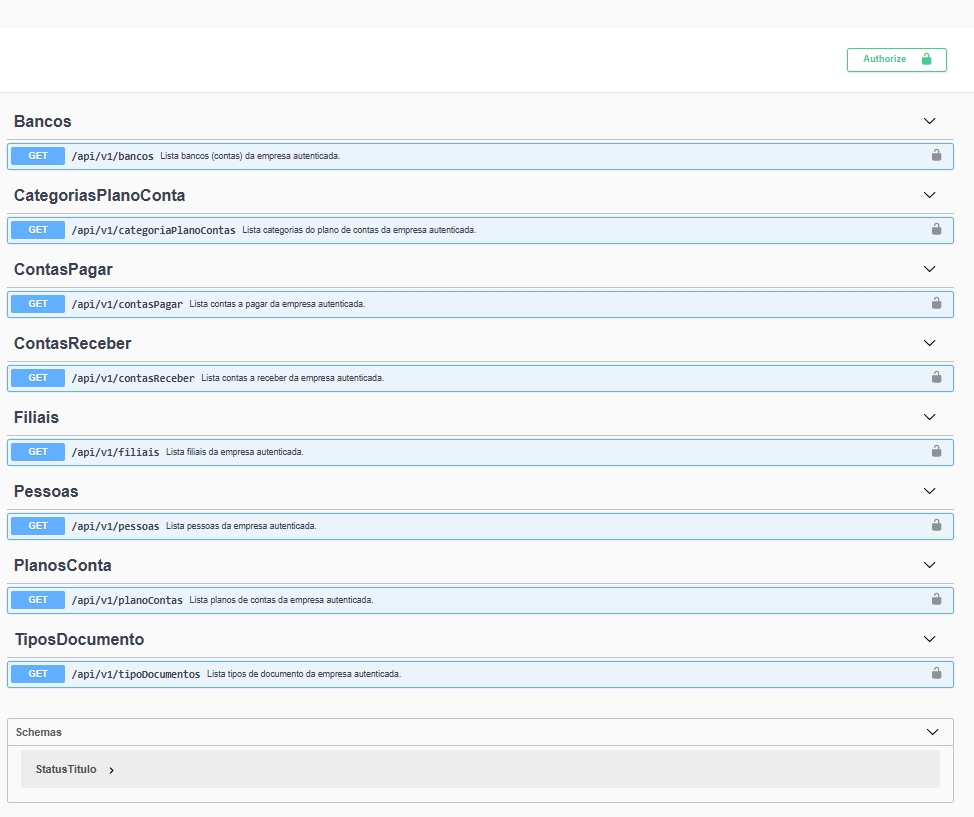 Authorize
Bancos
GET /api/v1/bancos Lista bancos (contas) da empresa autenticada.
CategoriasPlanoConta
GET /api/v1/categoriaPlanoContas Lista categorias do plano de contas da empresa autenticada.
ContasPagar
GET /api/v1/contasPagar Lista contas a pagar da empresa autenticada.
ContasReceber
GET /api/v1/contasReceber Lista contas a receber da empresa autenticada.
Filiais
GET /api/v1/filiais Lista filiais da empresa autenticada.
Pessoas
GET /api/v1/pessoas Lista pessoas da empresa autenticada.
PlanosConta
GET /api/v1/planoContas Lista planos de contas da empresa autenticada.
TiposDocumento
GET /api/v1/tipoDocumentos Lista tipos de documento da empresa autenticada.
Schemas
StatusTitulo